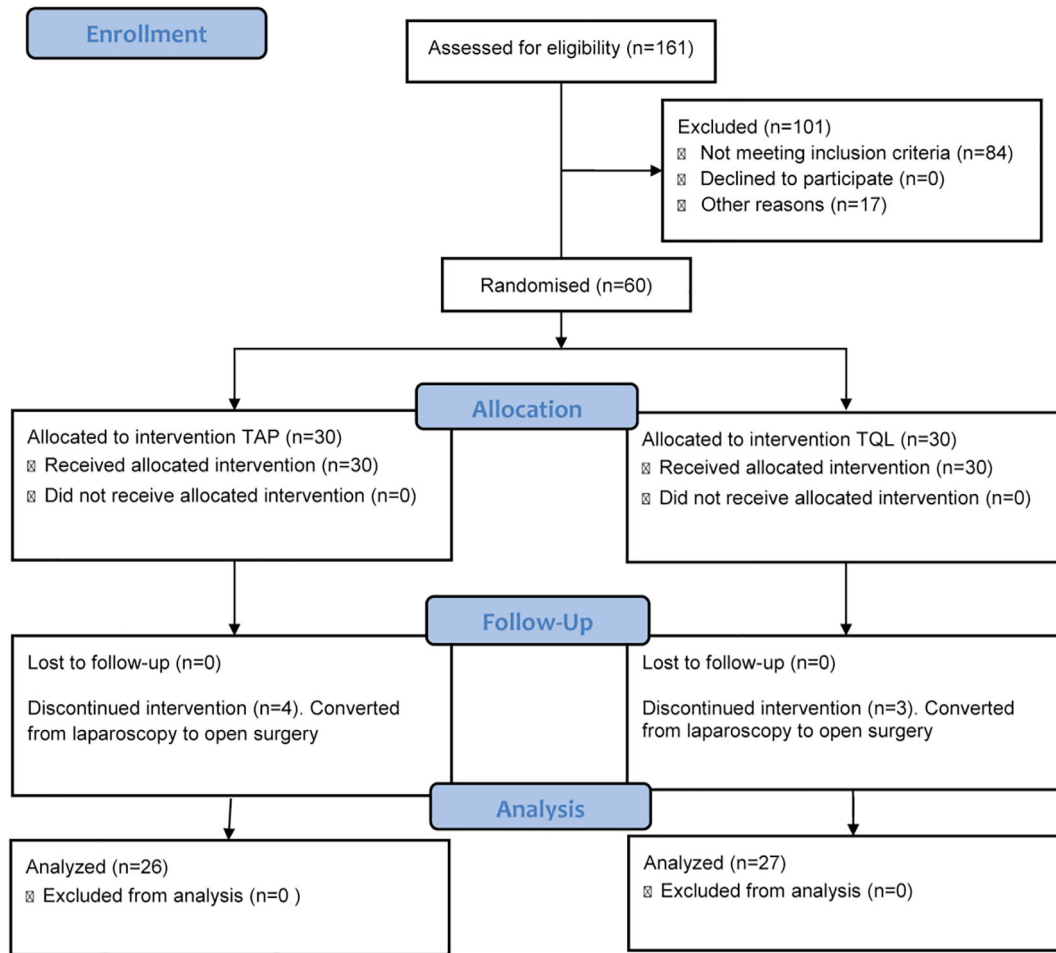 Enrollment
Assessed for eligibility (n=161)
Excluded (n=101)
Not meeting inclusion criteria (n=84)
Declined to participate (n=0)
Other reasons (n=17)
Randomised (n=60)
Allocation
Allocated to intervention TAP (n=30)
Received allocated intervention (n=30)
Did not receive allocated intervention (n=0)
Allocated to intervention TQL (n=30)
Received allocated intervention (n=30)
Did not receive allocated intervention (n=0)
Follow-Up
Lost to follow-up (n=0)
Discontinued intervention (n=4). Converted
from laparoscopy to open surgery
Lost to follow-up (n=0)
Discontinued intervention (n=3). Converted
from laparoscopy to open surgery
Analysis
Analyzed (n=26)
Excluded from analysis (n=0 )
Analyzed (n=27)
Excluded from analysis (n=0)